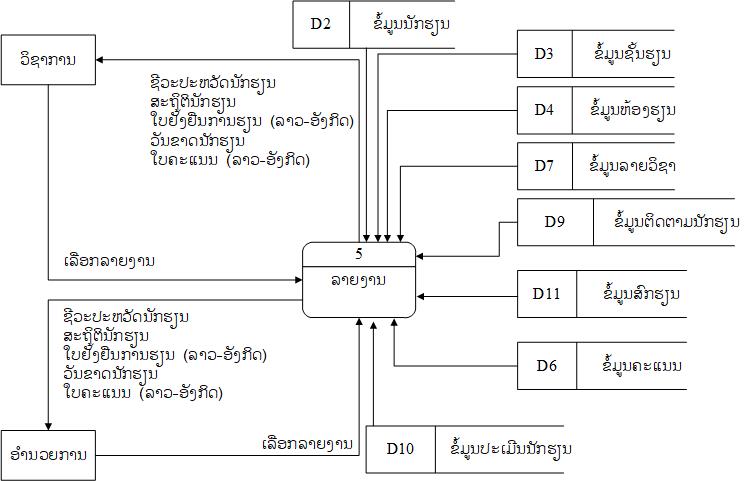 D2 ຂໍ້ມູນນັກຮຽນ
ວິຊາການ
D3 ຂໍ້ມູນຊັ້ນຮຽນ
ຊີວະປະຫວັດນັກຮຽນ
ສະຖິຕິນັກຮຽນ
ໃບຢັ້ງຢືນການຮຽນ (ລາວ-ອັງກິດ)
ວັນຂາດນັກຮຽນ
ໃບຄະແນນ (ລາວ-ອັງກິດ)
D4 ຂໍ້ມູນຫ້ອງຮຽນ
D7 ຂໍ້ມູນລາຍວິຊາ
D9 ຂໍ້ມູນຕິດຕາມນັກຮຽນ
5
ລາຍງານ
ເລືອກລາຍງານ
D11 ຂໍ້ມູນສົກຮຽນ
ຊີວະປະຫວັດນັກຮຽນ
ສະຖິຕິນັກຮຽນ
ໃບຢັ້ງຢືນການຮຽນ (ລາວ-ອັງກິດ)
ວັນຂາດນັກຮຽນ
ໃບຄະແນນ (ລາວ-ອັງກິດ)
D6 ຂໍ້ມູນຄະແນນ
ອຳນວຍການ
ເລືອກລາຍງານ
D10 ຂໍ້ມູນປະເມີນນັກຮຽນ